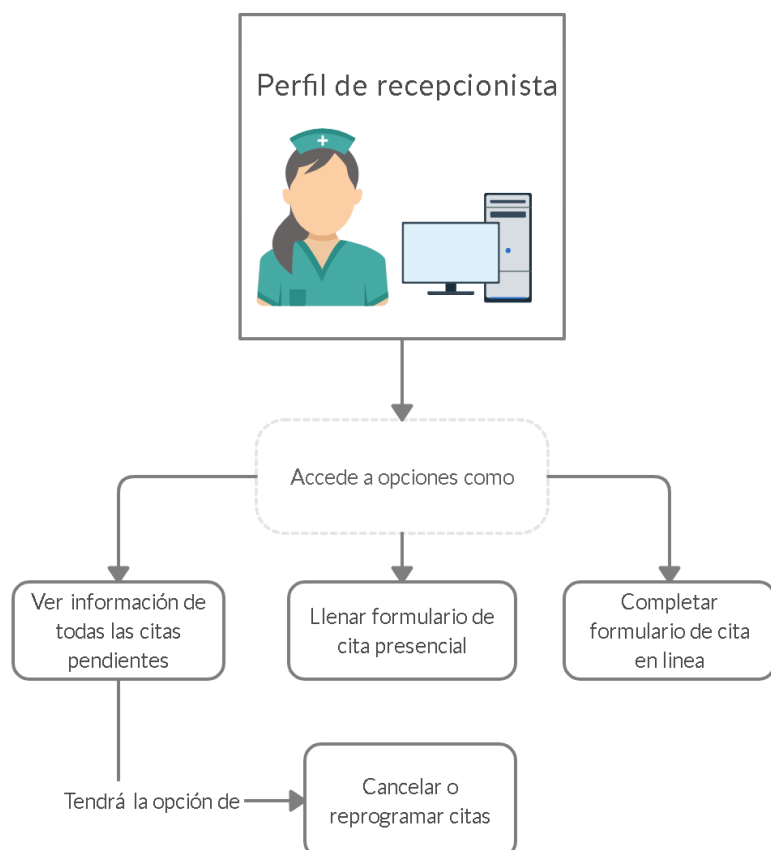 Perfil de recepcionista
Accede a opciones como
Ver información de
todas las citas
pendientes
Llenar formulario de
cita presencial
Completar
formulario de cita
en linea
Tendrá la opción de
Cancelar o
reprogramar citas